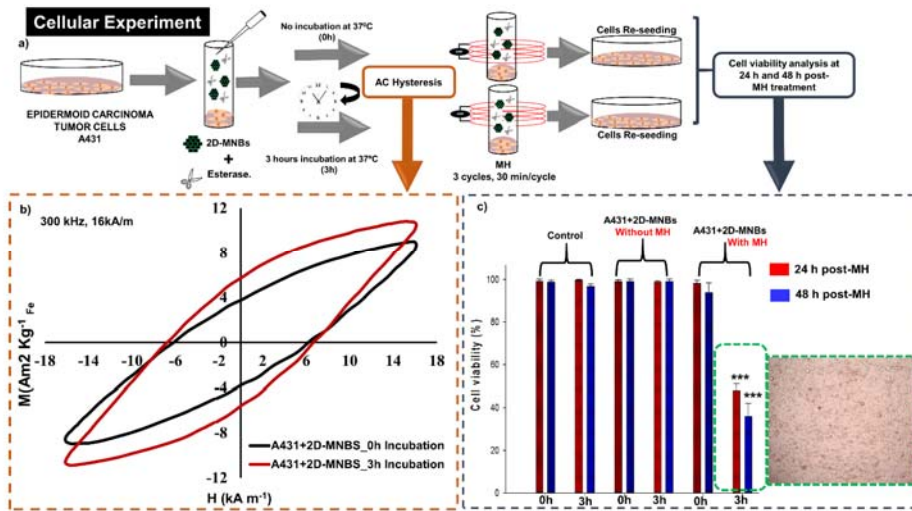 Cellular Experiment
a)
No incubation at 37ºC
(0h)
AC Hysteresis
3 hours incubation at 37ºC
(3h)
EPIDERMOID CARCINOMA
TUMOR CELLS
A431
2D-MNBs
+
Esterase.
MH
3 cycles, 30 min/cycle
Cells Re-seeding
Cells Re-seeding
Cell viability analysis at
24 h and 48 h post-
MH treatment
b)
300 kHz, 16kA/m
M(Am2 Kg-1 Fe
12
8
4
0
-4
-8
-12
-18 -14 -10 -6 -2 2 6 10 14 18
A431+2D-MNBS_0h Incubation
A431+2D-MNBS_3h Incubation
H (kA m-1)
c)
Control
A431+2D-MNBs
Without MH
A431+2D-MNBs
With MH
24 h post-MH
48 h post-MH
Cell viability (%)
100
80
60
40
20
0
***
***
0h 3h 0h 3h 0h 3h